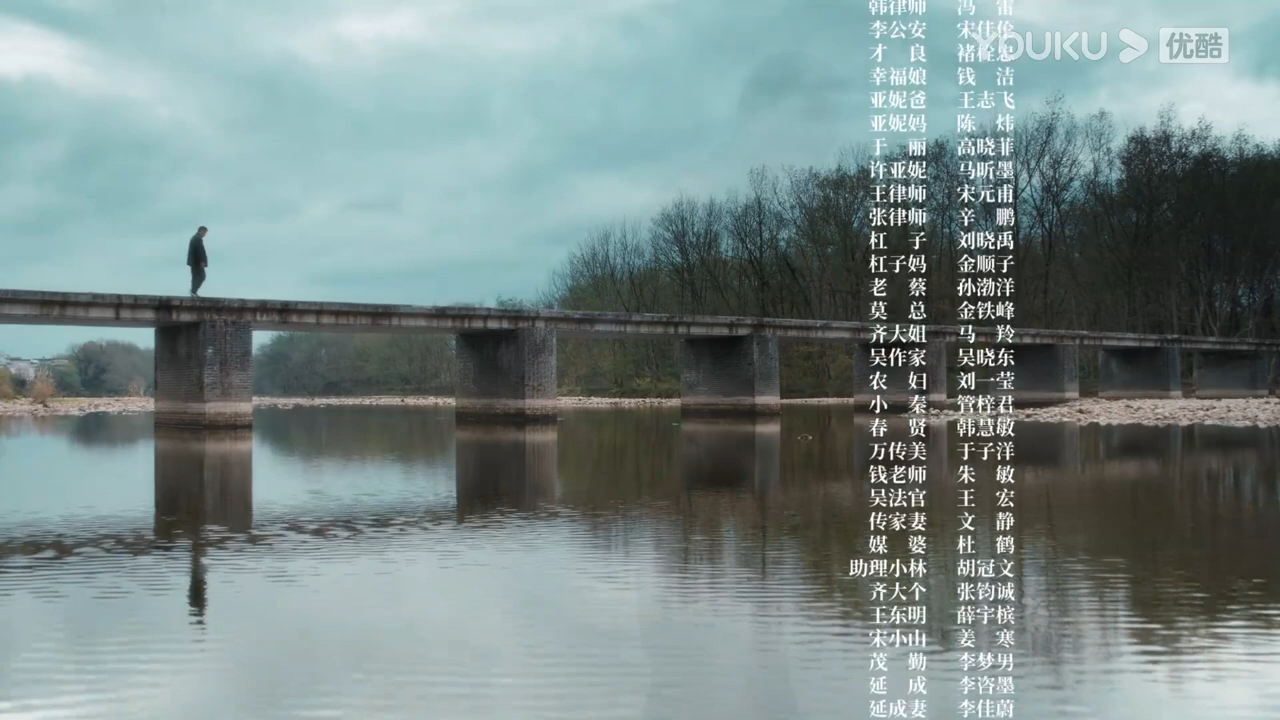 韩律师 冯雷
李公安 宋佳伦
YOUKU 优酷
才良 褚栓忠
幸福娘 钱洁
亚妮爸 王志飞
亚妮妈 陈炜
于丽 高晓菲
许亚妮 马昕墨
王律师 宋元甫
张律师 辛鹏
杠子 刘晓禹
杠子妈 金顺子
老蔡 孙渤洋
莫总 金铁峰
齐大姐 马羚
吴作家 吴晓东
农妇 刘一莹
小秦 管梓君
春贤 韩慧敏
万传美 于子洋
钱老师 朱敏
吴法官 王宏
传家妻 文静
媒婆 杜鹤
助理小林 胡冠文
齐大个 张钧诚
王东明 薛宇槟
宋小山 姜寒
茂勤 李梦男
延成 李咨墨
延成妻 李佳蔚